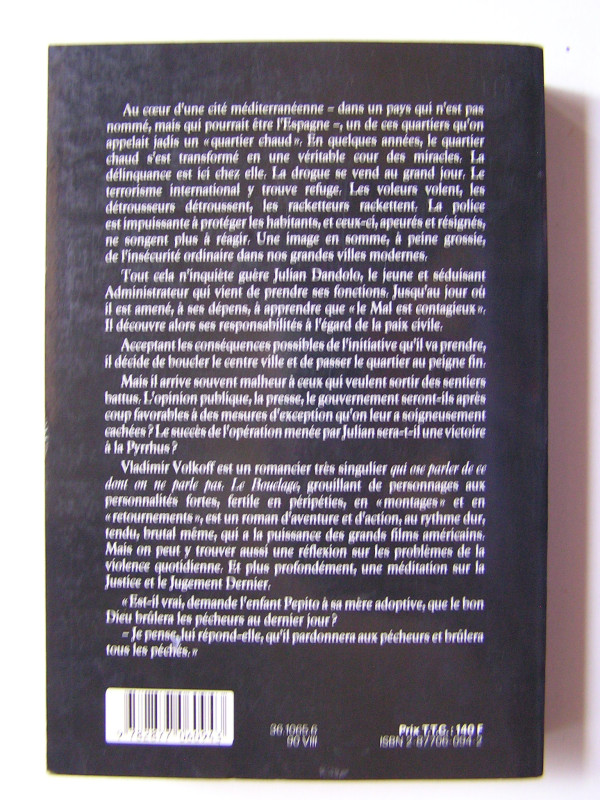 Au cœur d'une cité méditerranéenne – dans un pays qui n'est pas
nommé, mais qui pourrait être l'Espagne –, un de ces quartiers qu'on
appelait jadis un « quartier chaud ». En quelques années, le quartier
chaud s'est transformé en une véritable cour des miracles. La
délinquance est ici chez elle. La drogue se vend au grand jour. Le
terrorisme international y trouve refuge. Les voleurs volent, les
détrousseurs détroussent, les racketteurs rackettent. La police
est impuissante à protéger les habitants, et ceux-ci, apeurés et résignés,
ne songent plus à réagir. Une image en somme, à peine grossie,
de l'insécurité ordinaire dans nos grandes villes modernes.
Tout cela n'inquiète guère Julian Dandolo, le jeune et séduisant
Administrateur qui vient de prendre ses fonctions. Jusqu'au jour où
il est amené, à ses dépens, à apprendre que « le Mal est contagieux ».
Il découvre alors ses responsabilités à l'égard de la paix civile.
Acceptant les conséquences possibles de l'initiative qu'il va prendre,
il décide de boucler le centre ville et de passer le quartier au peigne fin.
Mais il arrive souvent malheur à ceux qui veulent sortir des sentiers
battus. L'opinion publique, la presse, le gouvernement seront-ils après
coup favorables à des mesures d'exception qu'on leur a soigneusement
cachées ? Le succès de l'opération menée par Julian sera-t-il une victoire
à la Pyrrhus ?
Vladimir Volkoff est un romancier très singulier qui ose parler de ce
dont on ne parle pas. Le Bouclage, grouillant de personnages aux
personnalités fortes, fertile en péripéties, en « montages » et en
« retournements », est un roman d'aventure et d'action, au rythme dur,
tendu, brutal même, qui a la puissance des grands films américains.
Mais on peut y trouver aussi une réflexion sur les problèmes de la
violence quotidienne. Et plus profondément, une méditation sur la
Justice et le Jugement Dernier.
« Est-il vrai, demande l'enfant Pepito à sa mère adoptive, que le bon
Dieu brûlera les pécheurs au dernier jour ?
– Je pense, lui répond-elle, qu'il pardonnera aux pécheurs et brûlera
tous les péchés. »
36.1065.6
90 VIII
Prix T.T.C. : 140 F
ISBN 2-87706-094-2